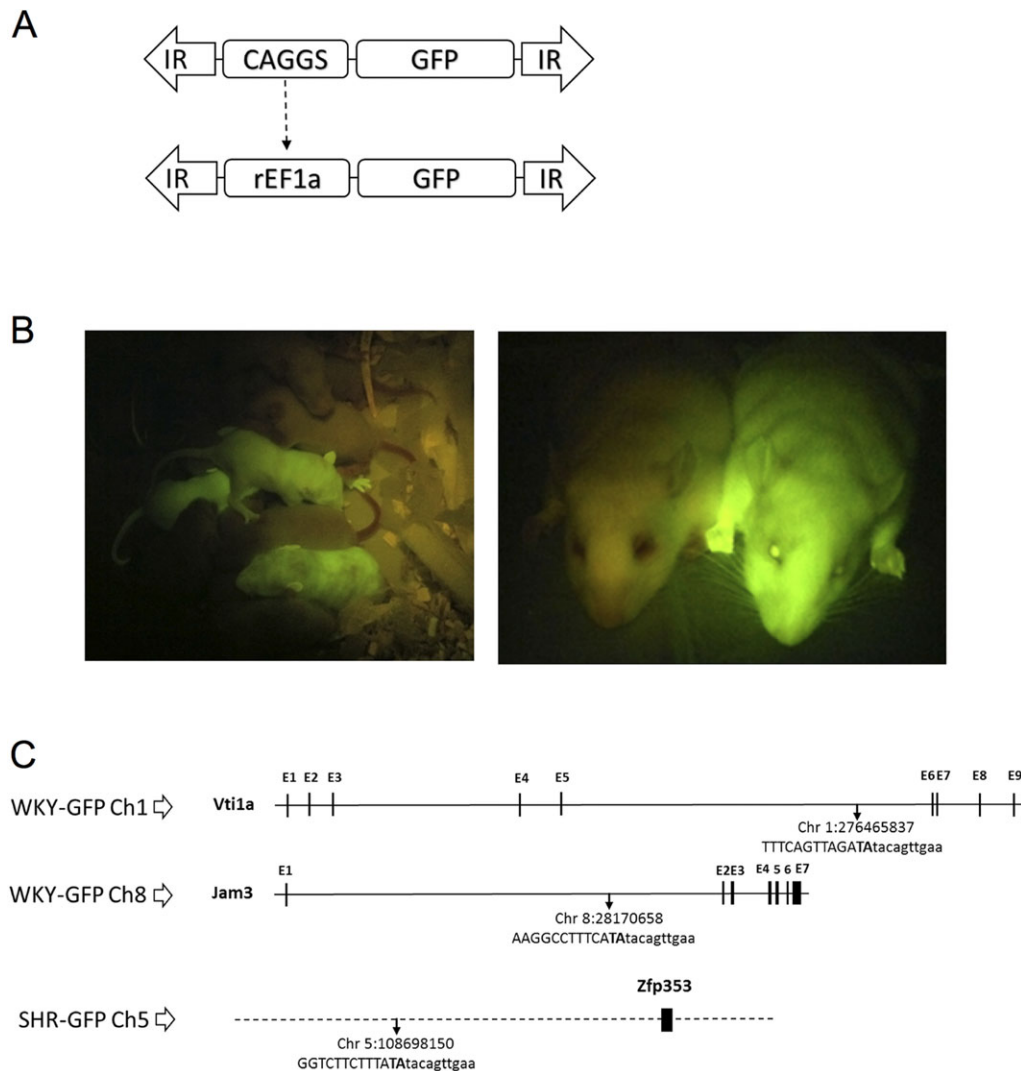 A
IR CAGGS GFP IR
IR rEF1a GFP IR
B
C
E1 E2 E3 E4 E5 E6 E7 E8 E9
WKY-GFP Ch1 Vti1a
Chr 1:276465837
TTTCAGTTAGATAtacagttgaa
E1 E2 E3 E4 5 6 E7
WKY-GFP Ch8 Jam3
Chr 8:28170658
AAGGCCTTTCATAtacagttgaa
Zfp353
SHR-GFP Ch5
Chr 5:108698150
GGTCTTCTTTATAtacagttgaa